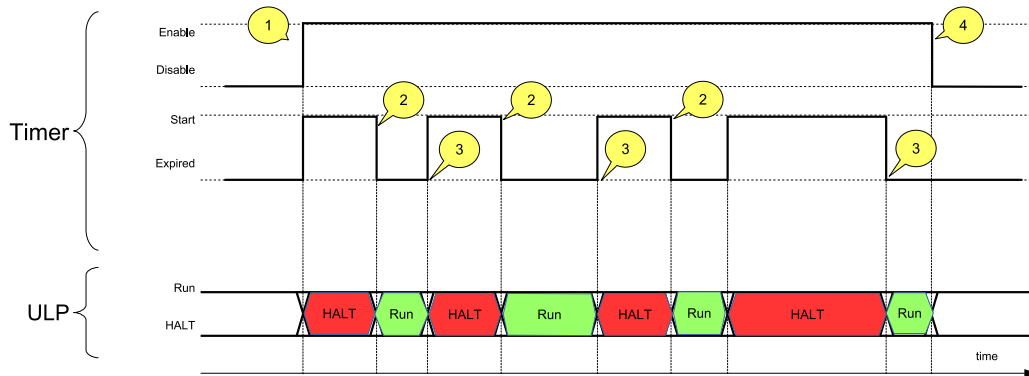 Enable
1
4
Disable
2
2
2
Start
Timer
3
3
3
Expired
Run
ULP
HALT
Run
HALT
Run
HALT
Run
HALT
Run
HALT
time